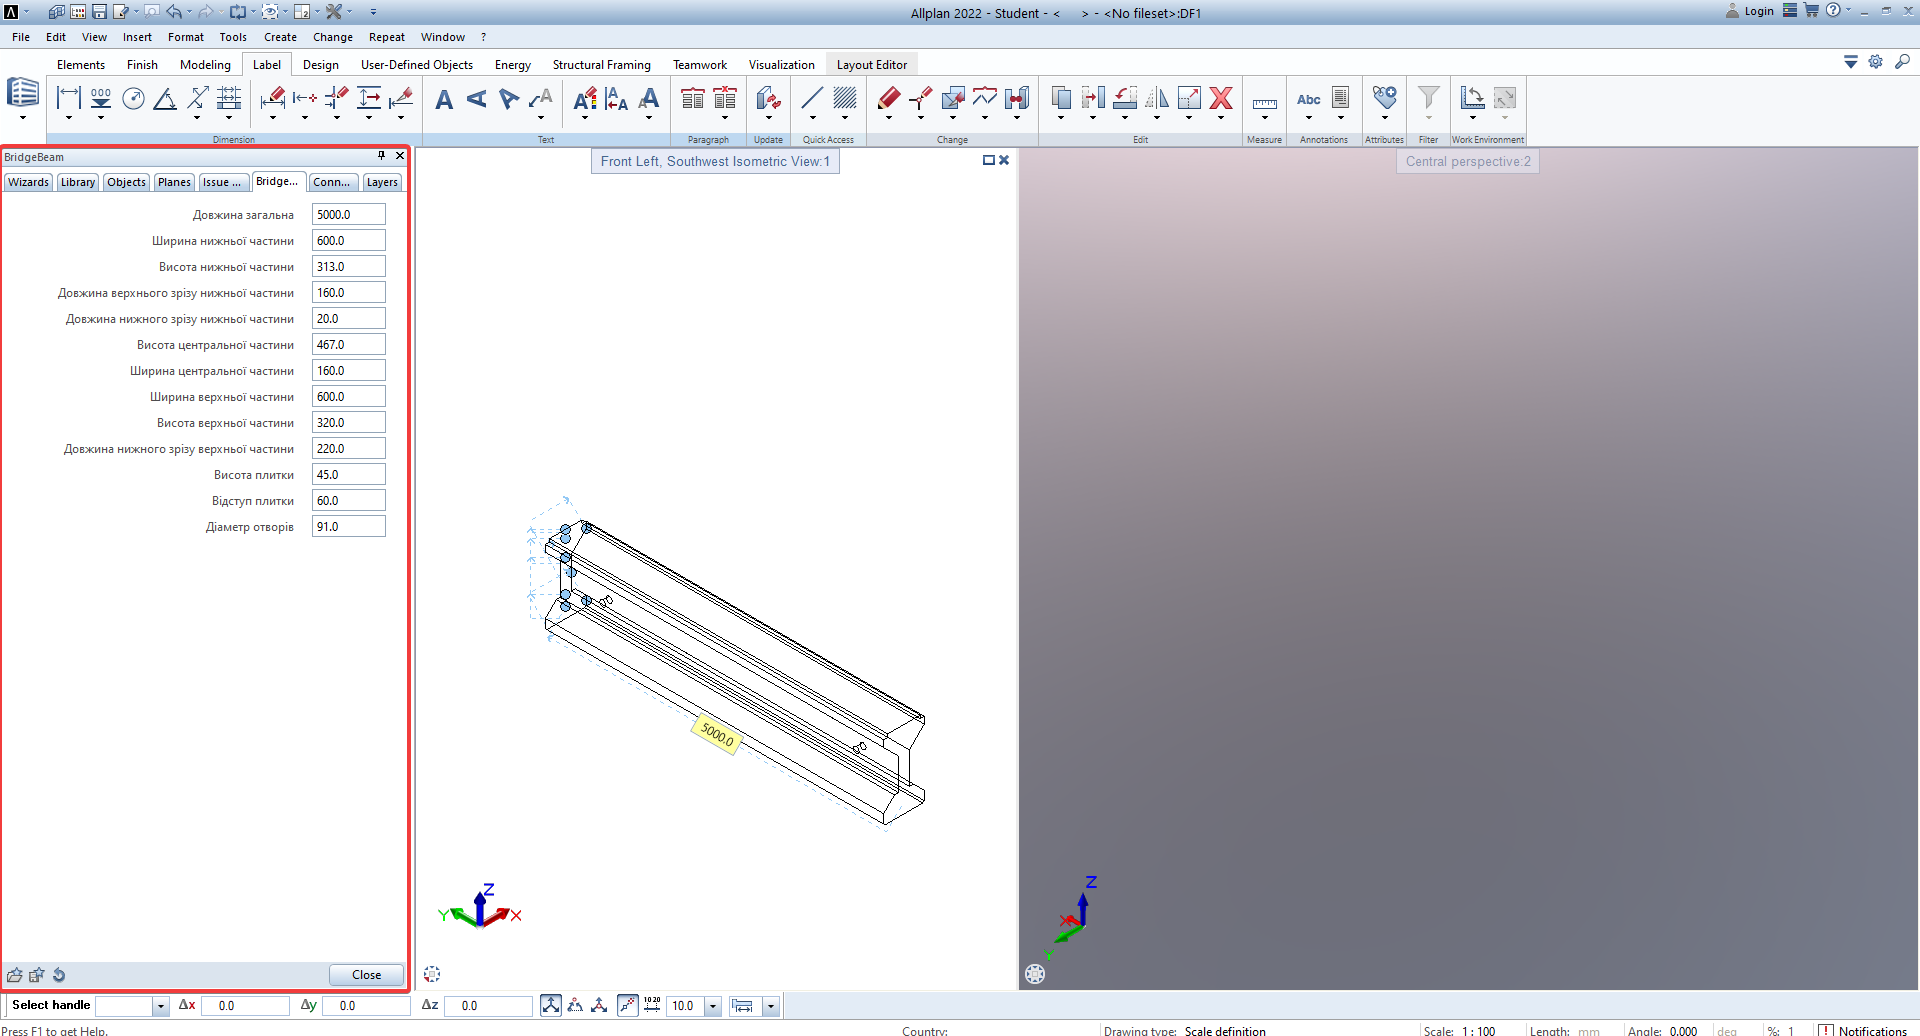 Allplan 2022 - Student - < > - <No fileset>:DF1
Login
File Edit View Insert Format Tools Create Change Repeat Window ?
Elements Finish Modeling Label Design User-Defined Objects Energy Structural Framing Teamwork Visualization Layout Editor
Abc
Dimension Text Paragraph Update Quick Access Change Edit Measure Annotations Attributes Filter Work Environment
BridgeBeam
Wizards Library Objects Planes Issue ... Bridge... Conn... Layers
Довжина загальна 5000.0
Ширина нижньої частини 600.0
Висота нижньої частини 313.0
Довжина верхнього зрізу нижньої частини 160.0
Довжина нижного зрізу нижньої частини 20.0
Висота центральної частини 467.0
Ширина центральної частини 160.0
Ширина верхньої частини 600.0
Висота верхньої частини 320.0
Довжина нижного зрізу верхньої частини 220.0
Висота плитки 45.0
Відступ плитки 60.0
Діаметр отворів 91.0
Close
Front Left, Southwest Isometric View:1
5000.0
Z
Y
X
Central perspective:2
Z
X
Y
Select handle Δx 0.0 Δy 0.0 Δz 0.0 1020 10.0
Press F1 to get Help. Country: Drawing type: Scale definition Scale: 1 : 100 Length: mm Angle: 0.000 deg %: 1 Notifications